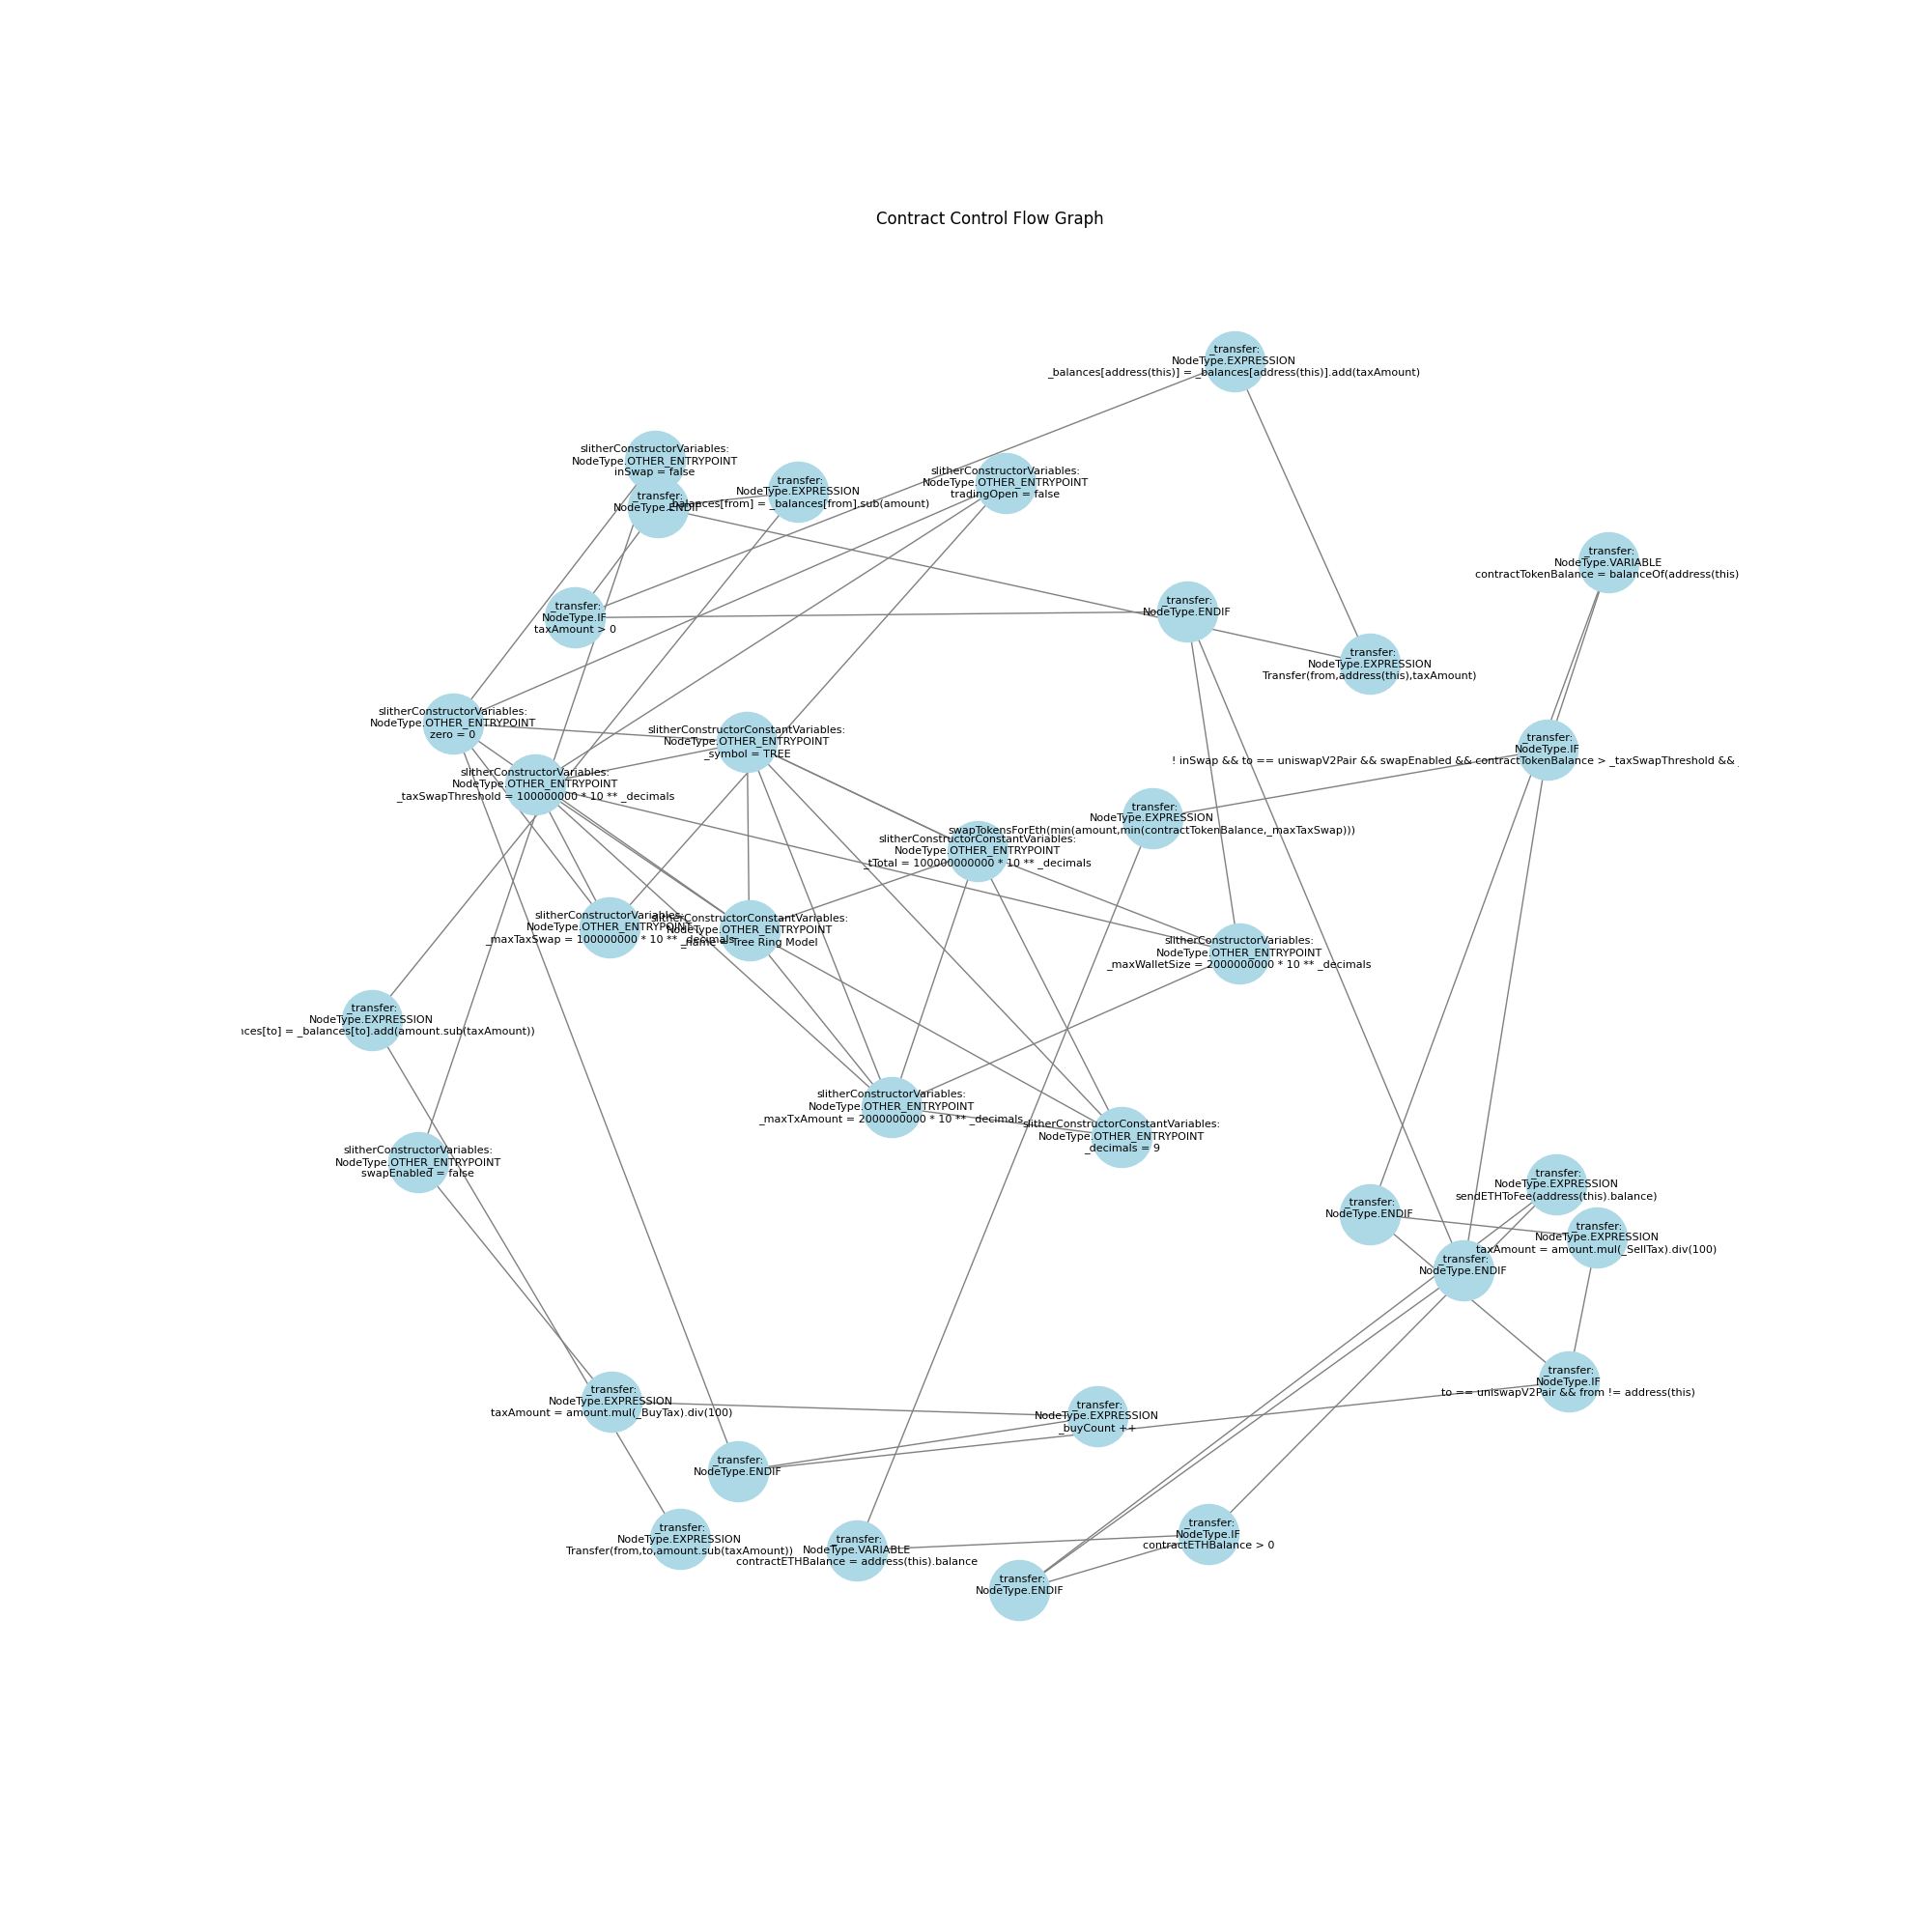 Contract Control Flow Graph
_transfer:
NodeType.EXPRESSION
_balances[address(this)] = _balances[address(this)].add(taxAmount)
slitherConstructorVariables:
NodeType.OTHER_ENTRYPOINT
inSwap = false
_transfer:
NodeType.ENDIF
_transfer:
NodeType.EXPRESSION
balances[from] = _balances[from].sub(amount)
slitherConstructorVariables:
NodeType.OTHER_ENTRYPOINT
tradingOpen = false
_transfer:
NodeType.VARIABLE
contractTokenBalance = balanceOf(address(this)
_transfer:
NodeType.IF
taxAmount > 0
_transfer:
NodeType.ENDIF
_transfer:
NodeType.EXPRESSION
Transfer(from,address(this),taxAmount)
slitherConstructorVariables:
NodeType.OTHER_ENTRYPOINT
zero = 0
slitherConstructorConstantVariables:
NodeType.OTHER_ENTRYPOINT
_symbol = TREE
_transfer:
NodeType.IF
! inSwap && to == uniswapV2Pair && swapEnabled && contractTokenBalance > _taxSwapThreshold &&
slitherConstructorVariables:
NodeType.OTHER_ENTRYPOINT
_taxSwapThreshold = 100000000 * 10 ** _decimals
_transfer:
NodeType.EXPRESSION
swapTokensForEth(min(amount,min(contractTokenBalance,_maxTaxSwap)))
slitherConstructorConstantVariables:
NodeType.OTHER_ENTRYPOINT
_tTotal = 100000000000 * 10 ** _decimals
slitherConstructorVariables:
NodeType.OTHER_ENTRYPOINT
_maxTaxSwap = 100000000 * 10 ** _decimals
slitherConstructorConstantVariables:
NodeType.OTHER_ENTRYPOINT
_name = Tree Ring Model
slitherConstructorVariables:
NodeType.OTHER_ENTRYPOINT
_maxWalletSize = 2000000000 * 10 ** _decimals
_transfer:
NodeType.EXPRESSION
nces[to] = _balances[to].add(amount.sub(taxAmount))
slitherConstructorVariables:
NodeType.OTHER_ENTRYPOINT
_maxTxAmount = 2000000000 * 10 ** _decimals
slitherConstructorConstantVariables:
NodeType.OTHER_ENTRYPOINT
_decimals = 9
slitherConstructorVariables:
NodeType.OTHER_ENTRYPOINT
swapEnabled = false
_transfer:
NodeType.EXPRESSION
sendETHToFee(address(this).balance)
_transfer:
NodeType.ENDIF
_transfer:
NodeType.EXPRESSION
taxAmount = amount.mul(_SellTax).div(100)
_transfer:
NodeType.ENDIF
_transfer:
NodeType.IF
to == uniswapV2Pair && from != address(this)
_transfer:
NodeType.EXPRESSION
taxAmount = amount.mul(_BuyTax).div(100)
_transfer:
NodeType.EXPRESSION
_buyCount ++
_transfer:
NodeType.ENDIF
_transfer:
NodeType.EXPRESSION
Transfer(from,to,amount.sub(taxAmount))
_transfer:
NodeType.VARIABLE
contractETHBalance = address(this).balance
_transfer:
NodeType.IF
contractETHBalance > 0
_transfer:
NodeType.ENDIF